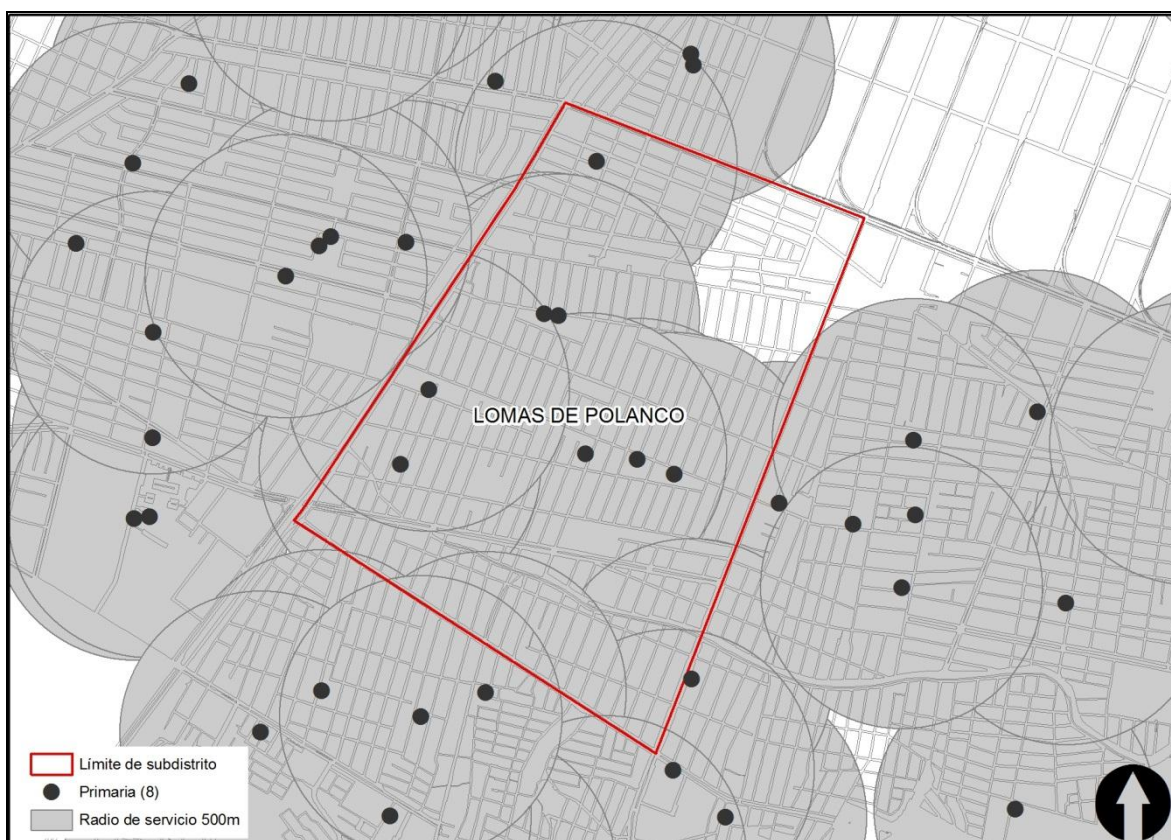 LOMAS DE POLANCO
Límite de subdistrito
Primaria (8)
Radio de servicio 500m